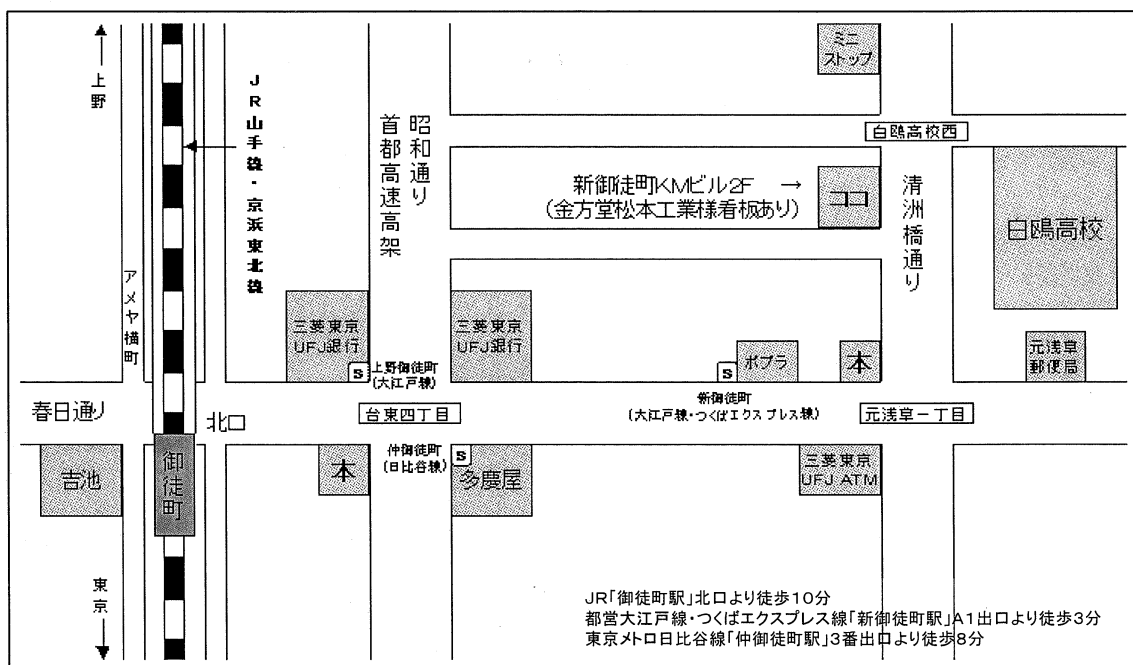 上野
JR山手線・京浜東北線
昭和通り
首都高速高架
ミニ
ストップ
白鴎高校西
新御徒町KMビル2F →
(金方堂松本工業様看板あり)
ココ
清洲橋通り
白鴎高校
アメヤ横町
三菱東京
UFJ銀行
三菱東京
UFJ銀行
S
上野御徒町
(大江戸線)
S
ポプラ
本
元浅草
郵便局
春日通り
北口
台東四丁目
新御徒町
(大江戸線・つくばエクスプレス線)
元浅草一丁目
吉池
御徒町
本
仲御徒町
(日比谷線)
S
多慶屋
三菱東京
UFJ ATM
東京
JR「御徒町駅」北口より徒歩10分
都営大江戸線・つくばエクスプレス線「新御徒町駅」A1出口より徒歩3分
東京メトロ日比谷線「仲御徒町駅」3番出口より徒歩8分